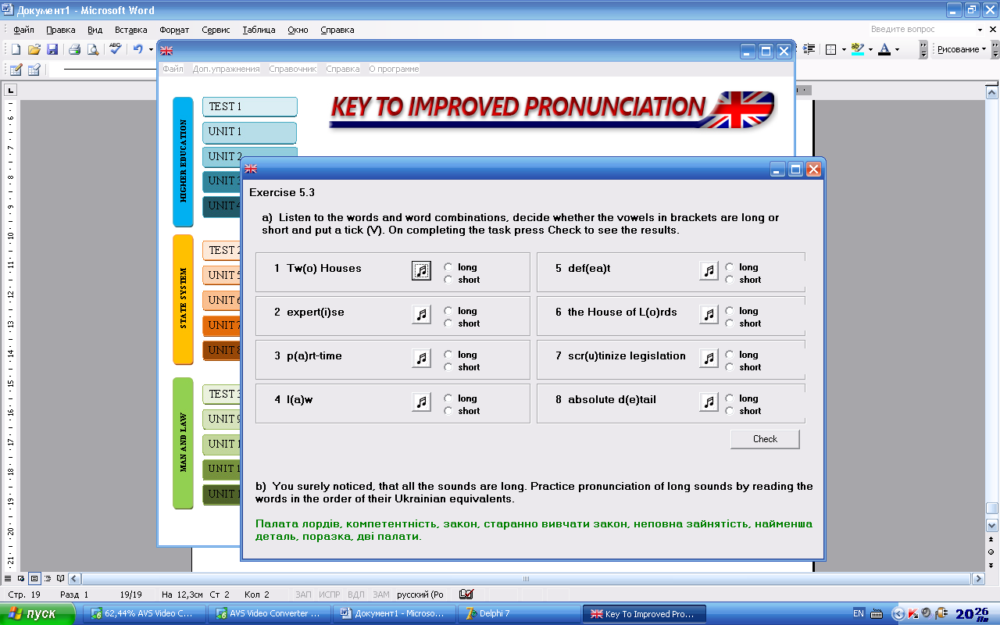 Документ1 - Microsoft Word
Файл Правка Вид Вставка Формат Сервис Таблица Окно Справка
Введите вопрос
Рисование
Файл Доп.упражнения Справочник Справка О программе
KEY TO IMPROVED PRONUNCIATION
HIGHER EDUCATION
TEST 1
UNIT 1
UNIT 2
UNIT 3
UNIT 4
STATE SYSTEM
TEST 2
UNIT 5
UNIT 6
UNIT 7
UNIT 8
MAN AND LAW
TEST 3
UNIT 9
UNIT 1
UNIT 1
UNIT 1
Exercise 5.3
a) Listen to the words and word combinations, decide whether the vowels in brackets are long or
short and put a tick (V). On completing the task press Check to see the results.
1 Tw(o) Houses
long
short
2 expert(i)se
long
short
3 p(a)rt-time
long
short
4 l(a)w
long
short
5 def(ea)t
long
short
6 the House of L(o)rds
long
short
7 scr(u)tinize legislation
long
short
8 absolute d(e)tail
long
short
Check
b) You surely noticed, that all the sounds are long. Practice pronunciation of long sounds by reading the
words in the order of their Ukrainian equivalents.
Палата лордів, компетентність, закон, старанно вивчати закон, неповна зайнятість, найменша
деталь, поразка, дві палати.
Стр. 19 Разд 1 19/19 На 12,3см Ст 2 Кол 2 ЗАП ИСПР ВДЛ ЗАМ русский (Ро
пуск
62,44% AVS Video C...
AVS Video Converter ...
Документ1 - Microso...
Delphi 7
Key To Improved Pro...
EN
20 26